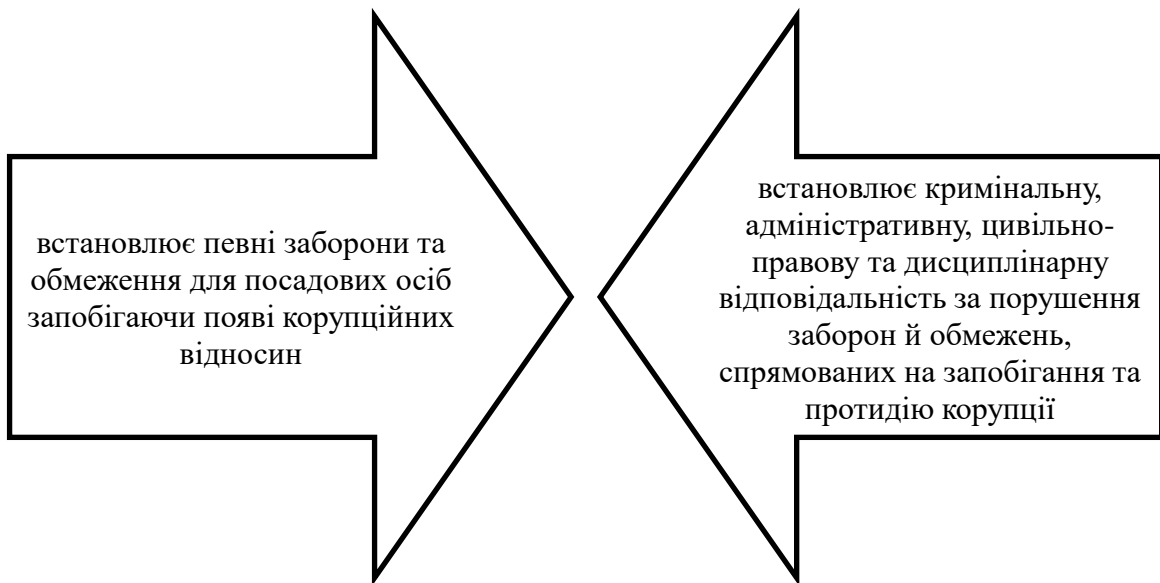 встановлює певні заборони та
обмеження для посадових осіб
запобігаючи появі корупційних
відносин
встановлює кримінальну,
адміністративну, цивільно-
правову та дисциплінарну
відповідальність за порушення
заборон й обмежень,
спрямованих на запобігання та
протидію корупції